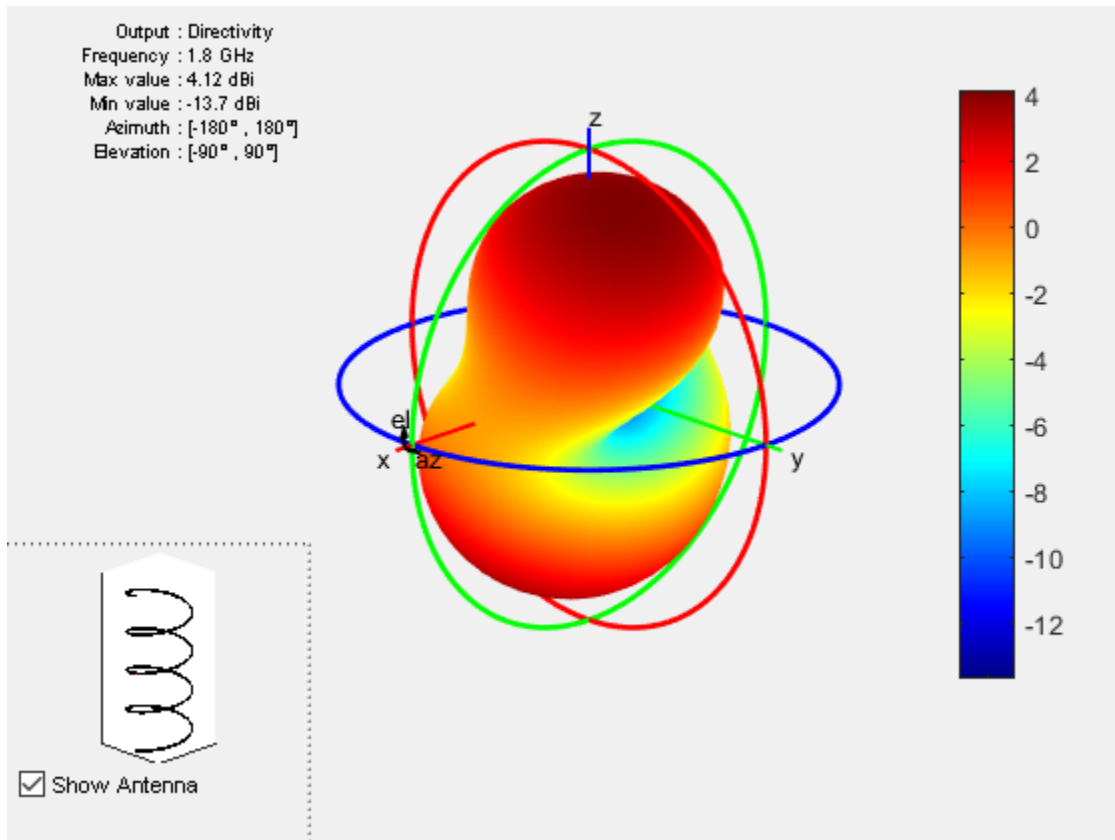 Output : Directivity
Frequency : 1.8 GHz
Max value : 4.12 dBi
Min value : -13.7 dBi
Azimuth : [-180° , 180°]
Elevation : [-90° , 90°]
z
el
x
az
y
4
2
0
-2
-4
-6
-8
-10
-12
Show Antenna